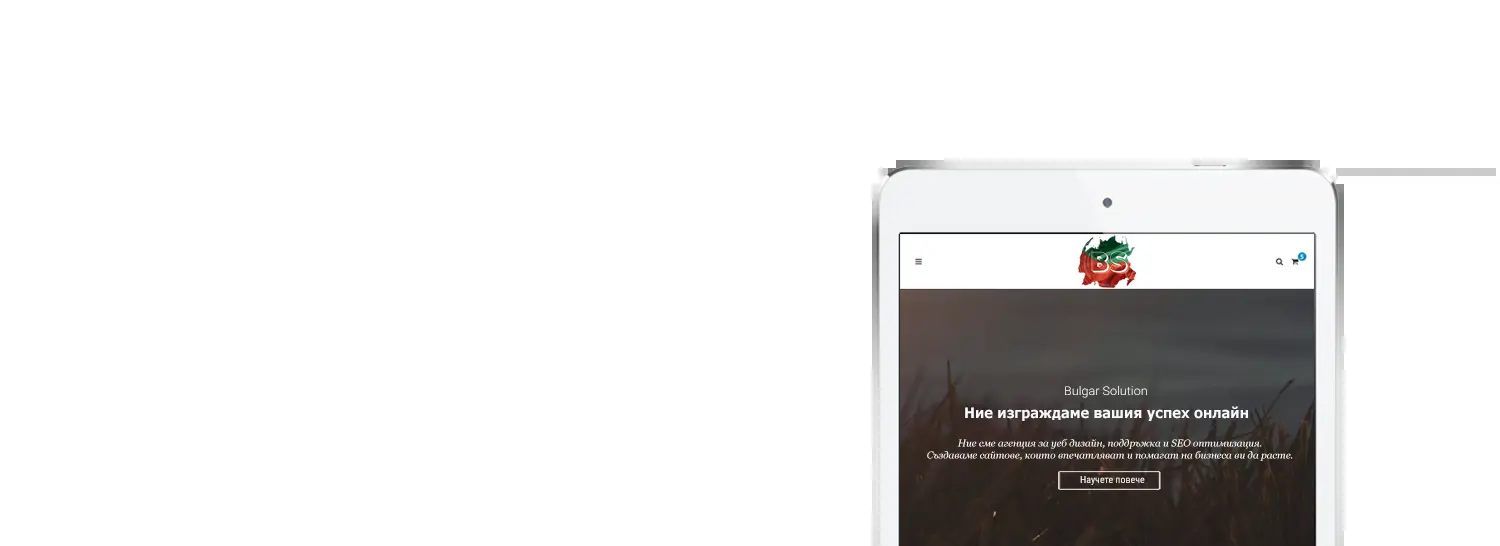 BS
5
Bulgar Solution
Ние изграждаме вашия успех онлайн
Ние сме агенция за уеб дизайн, поддръжка и SEO оптимизация.
Създаваме сайтове, които впечатляват и помагат на бизнеса ви да расте.
Научете повече